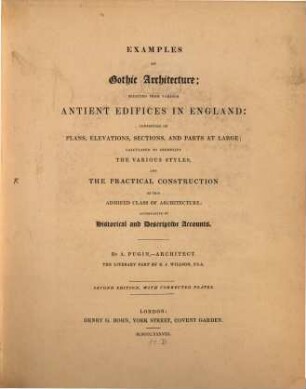 EXAMPLES
OF
Gothic Architecture;
SELECTED FROM VARIOUS
ANTIENT EDIFICES IN ENGLAND:
CONSISTING OF
PLANS, ELEVATIONS, SECTIONS, AND PARTS AT LARGE;
CALCULATED TO EXEMPLIFY
THE VARIOUS STYLES,
AND
THE PRACTICAL CONSTRUCTION
OF THIS
ADMIRED CLASS OF ARCHITECTURE;
ACCOMPANIED BY
Historical and Descriptive Accounts.
By A. PUGIN,—ARCHITECT.
THE LITERARY PART BY E. J. WILLSON, F.S.A.
SECOND EDITION, WITH CORRECTED PLATES
LONDON:
HENRY G. BOHN, YORK STREET, COVENT GARDEN.